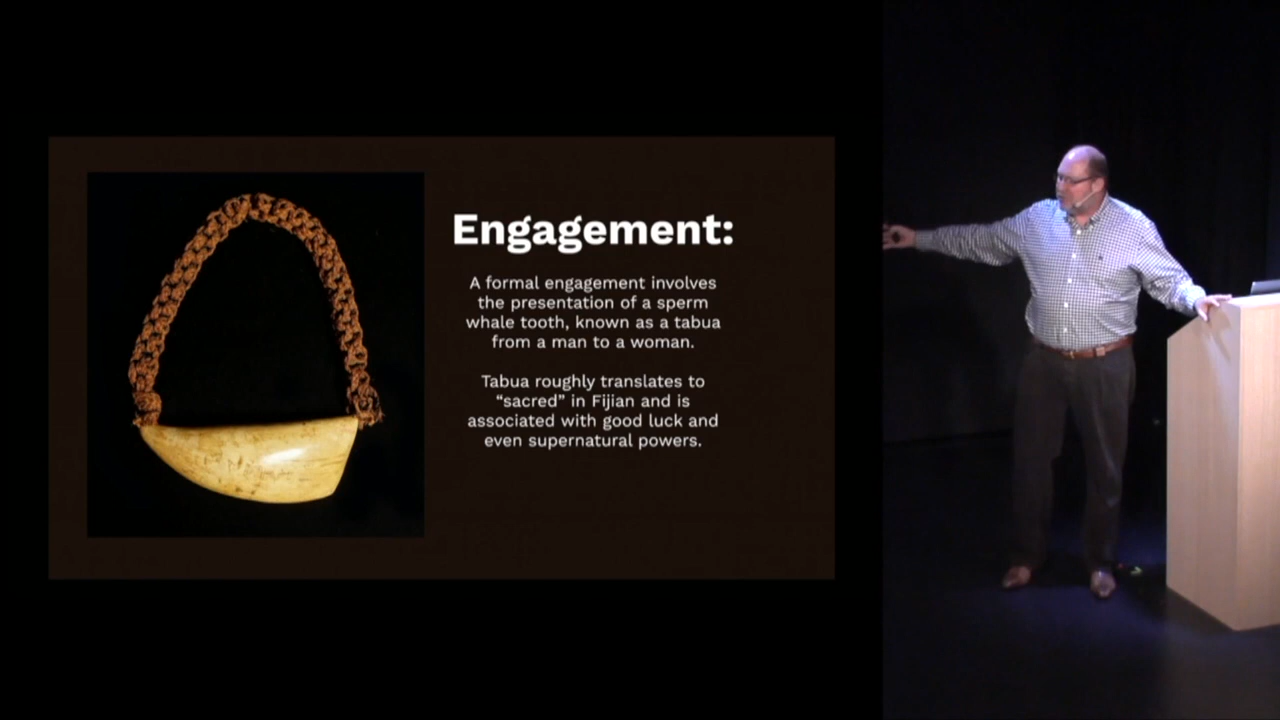 Engagement:
A formal engagement involves
the presentation of a sperm
whale tooth, known as a tabua
from a man to a woman.
Tabua roughly translates to
“sacred” in Fijian and is
associated with good luck and
even supernatural powers.